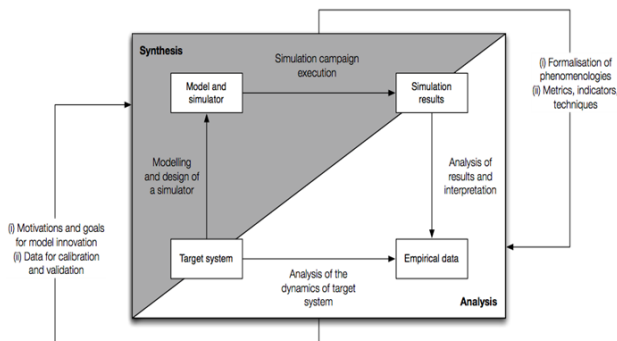 Synthesis
Simulation campaign
execution
Model and
simulator
Simulation
results
(i) Formalisation of
phenomenologies
(ii) Metrics, indicators,
techniques
Modelling
and design of
a simulator
Analysis of
results and
interpretation
(i) Motivations and goals
for model innovation
(ii) Data for calibration
and validation
Target system
Empirical data
Analysis of the
dynamics of target
system
Analysis